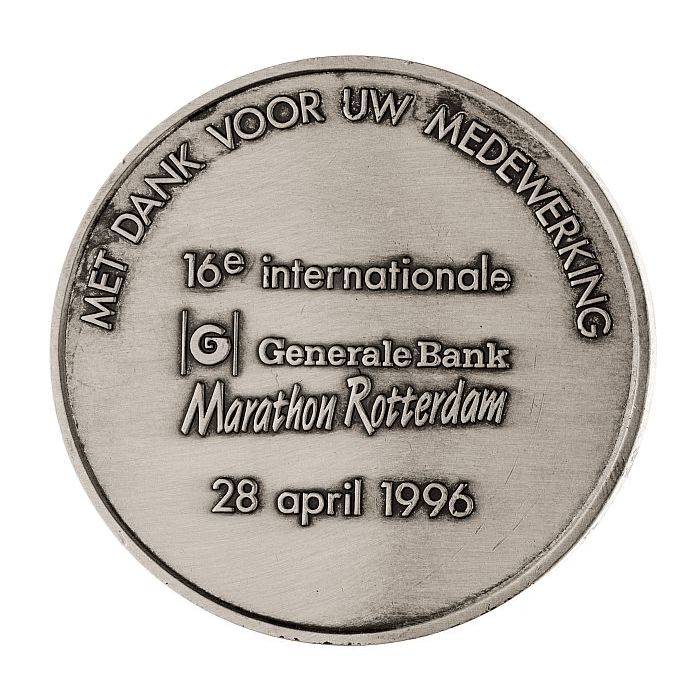 MET DANK VOOR UW MEDEWERKING
16e internationale
|G| Generale Bank
Marathon Rotterdam
28 april 1996